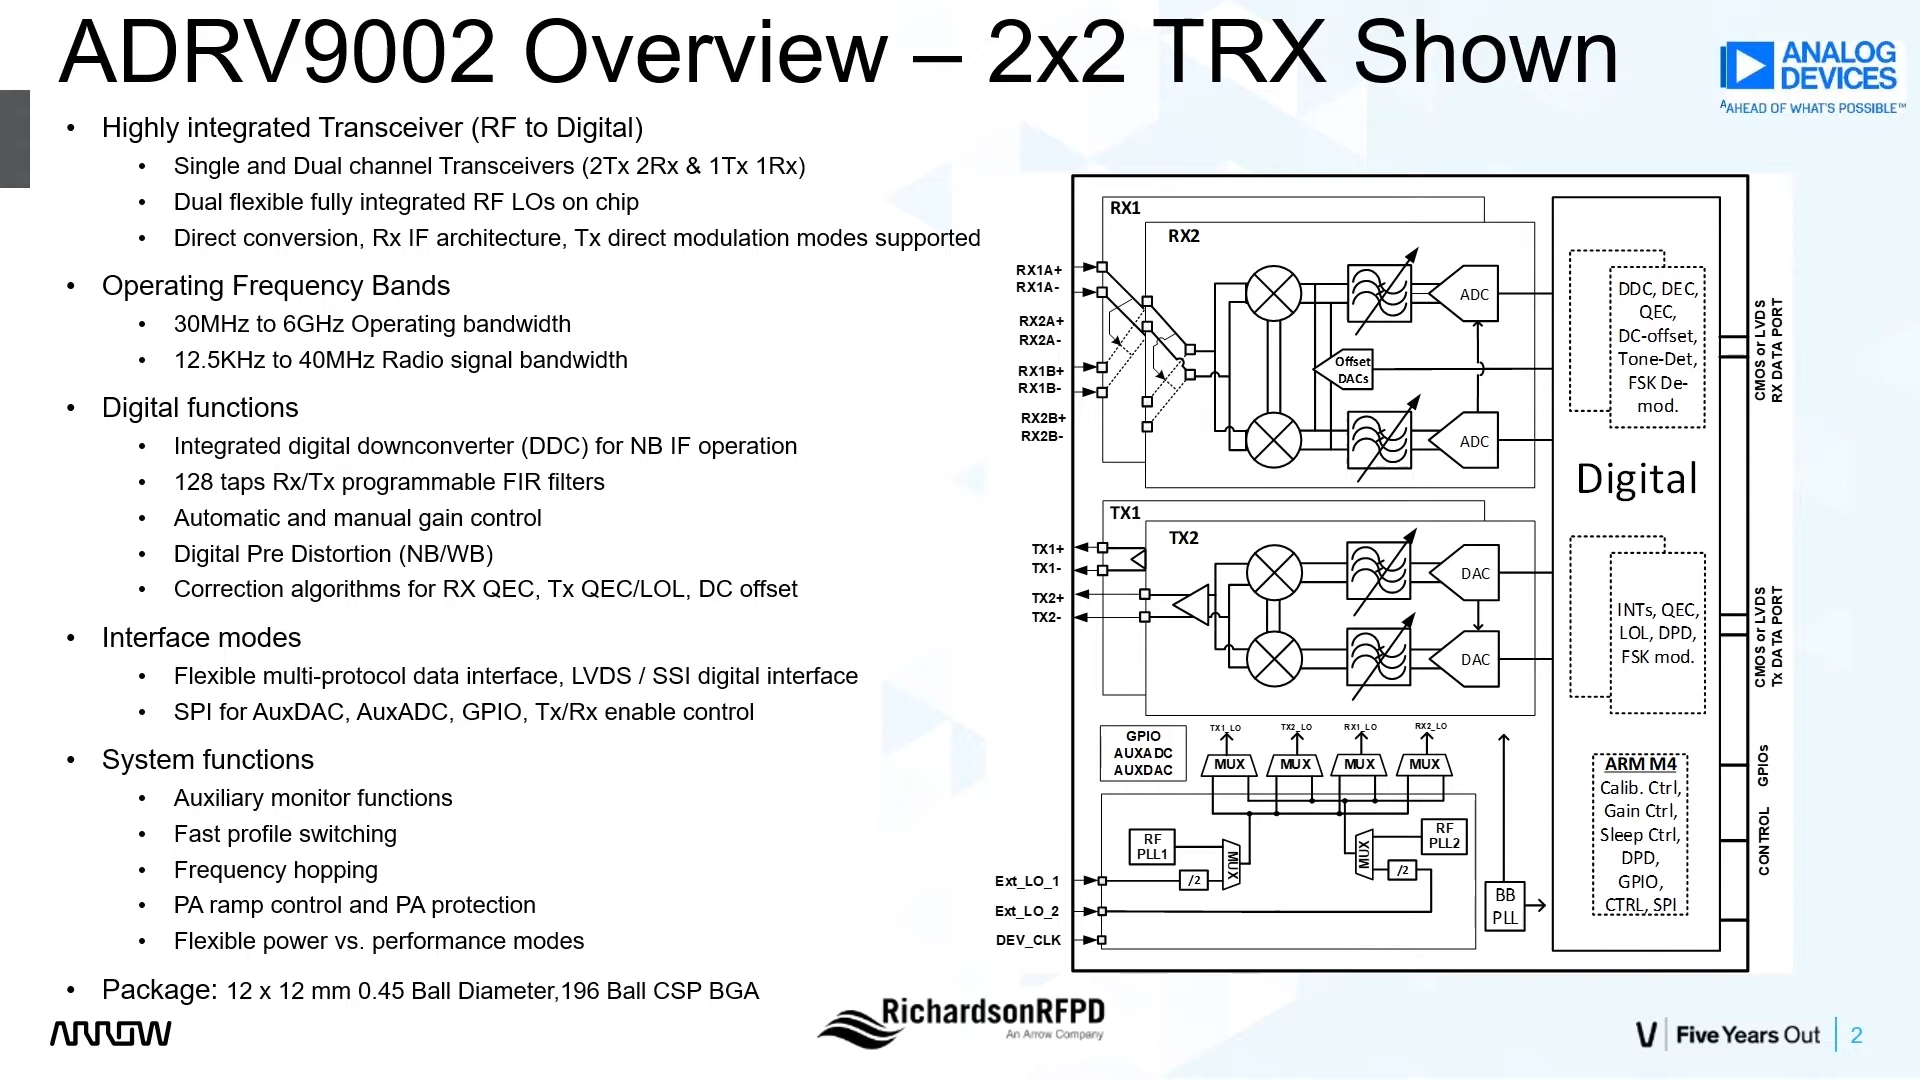 ADRV9002 Overview – 2x2 TRX Shown
ANALOG
DEVICES
AHEAD OF WHAT'S POSSIBLE™
• Highly integrated Transceiver (RF to Digital)
• Single and Dual channel Transceivers (2Tx 2Rx & 1Tx 1Rx)
• Dual flexible fully integrated RF LOs on chip
• Direct conversion, Rx IF architecture, Tx direct modulation modes supported
• Operating Frequency Bands
• 30MHz to 6GHz Operating bandwidth
• 12.5KHz to 40MHz Radio signal bandwidth
• Digital functions
• Integrated digital downconverter (DDC) for NB IF operation
• 128 taps Rx/Tx programmable FIR filters
• Automatic and manual gain control
• Digital Pre Distortion (NB/WB)
• Correction algorithms for RX QEC, Tx QEC/LOL, DC offset
• Interface modes
• Flexible multi-protocol data interface, LVDS / SSI digital interface
• SPI for AuxDAC, AuxADC, GPIO, Tx/Rx enable control
• System functions
• Auxiliary monitor functions
• Fast profile switching
• Frequency hopping
• PA ramp control and PA protection
• Flexible power vs. performance modes
• Package: 12 x 12 mm 0.45 Ball Diameter,196 Ball CSP BGA
RX1
RX2
RX1A+
RX1A-
RX2A+
RX2A-
RX1B+
RX1B-
RX2B+
RX2B-
ADC
Offset
DACs
ADC
DDC, DEC,
QEC,
DC-offset,
Tone-Det,
FSK De-
mod.
CMOS or LVDS
RX DATA PORT
Digital
TX1
TX2
TX1+
TX1-
TX2+
TX2-
DAC
DAC
INTs, QEC,
LOL, DPD,
FSK mod.
CMOS or LVDS
Tx DATA PORT
GPIO
AUXADC
AUXDAC
TX1_LO
TX2_LO
RX1_LO
RX2_LO
MUX
MUX
MUX
MUX
RF
PLL1
MUX
/2
MUX
RF
PLL2
/2
Ext_LO_1
Ext_LO_2
DEV_CLK
BB
PLL
ARM M4
Calib. Ctrl,
Gain Ctrl,
Sleep Ctrl,
DPD,
GPIO,
CTRL, SPI
GPIOs
CONTROL
ARROW
RichardsonRFPD
An Arrow Company
Five Years Out
2